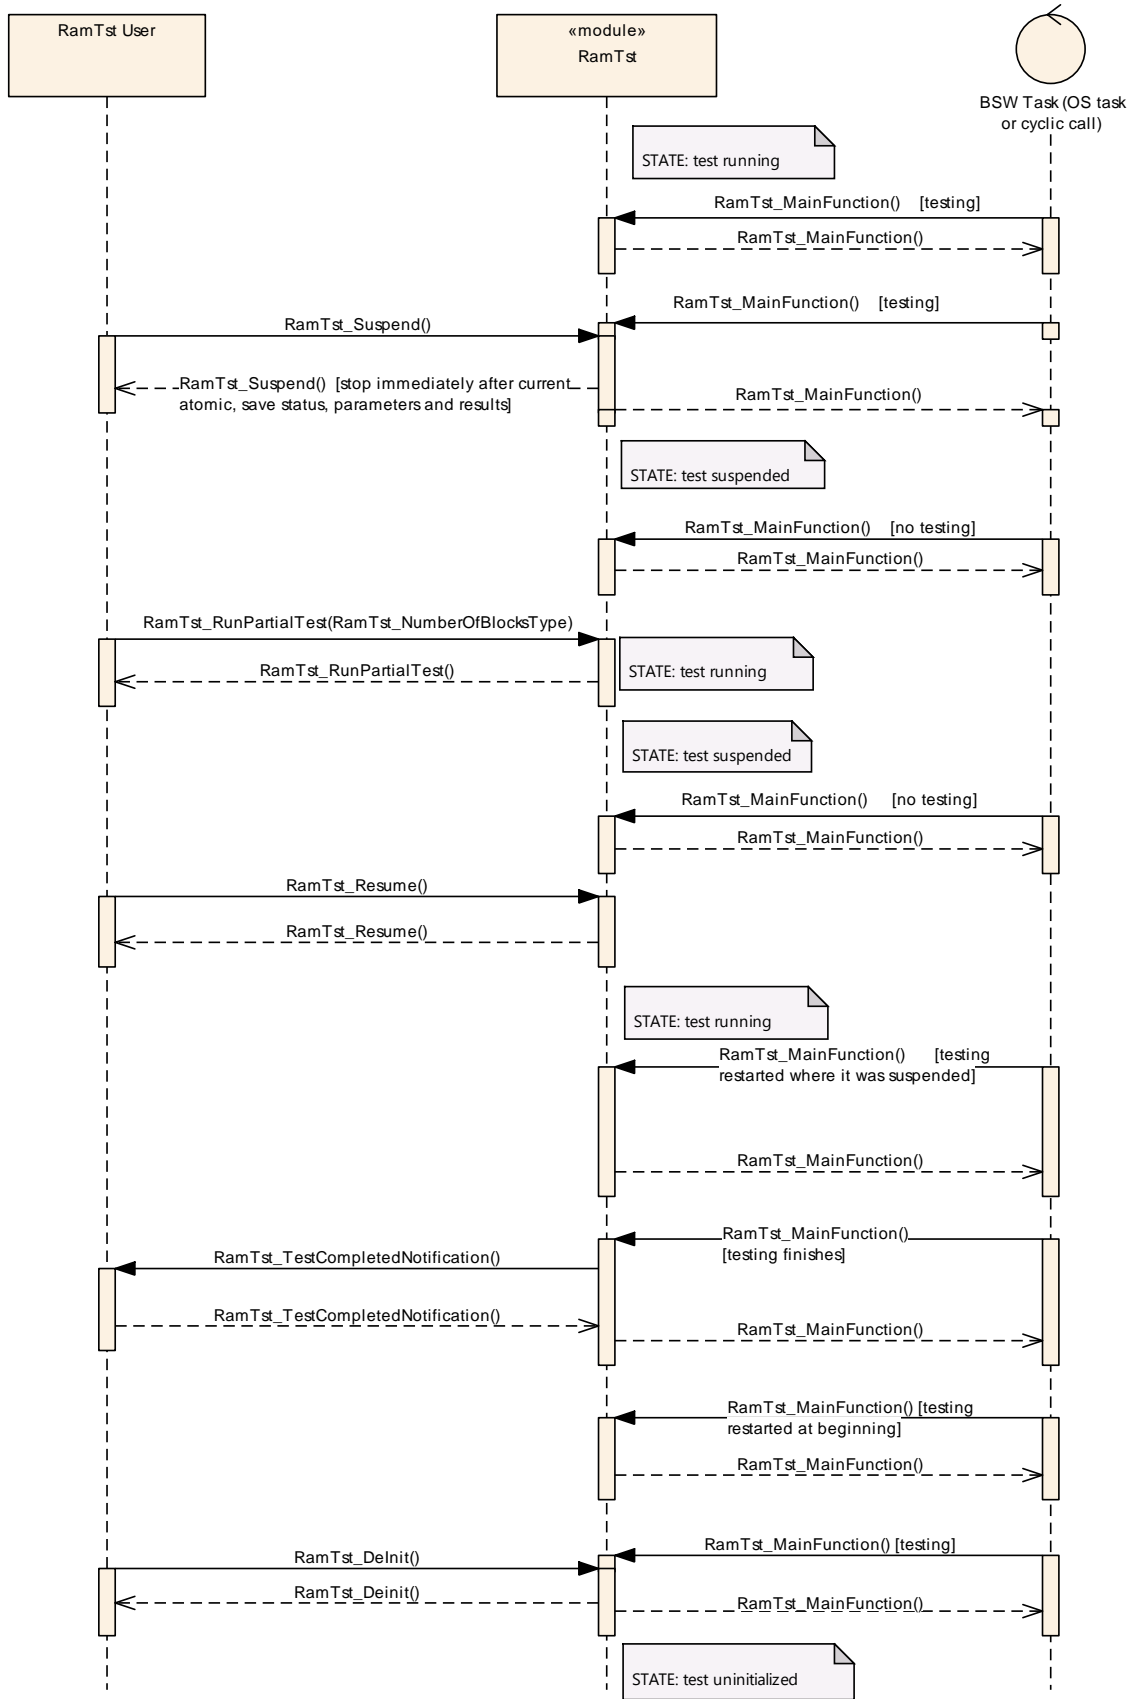 RamTst User
«module»
RamTst
BSW Task (OS task
or cyclic call)
STATE: test running
RamTst_MainFunction() [testing]
RamTst_MainFunction()
RamTst_MainFunction() [testing]
RamTst_Suspend()
RamTst_Suspend() [stop immediately after current
atomic, save status, parameters and results]
RamTst_MainFunction()
STATE: test suspended
RamTst_MainFunction() [no testing]
RamTst_MainFunction()
RamTst_RunPartialTest(RamTst_NumberOfBlocksType)
RamTst_RunPartialTest()
STATE: test running
STATE: test suspended
RamTst_MainFunction() [no testing]
RamTst_MainFunction()
RamTst_Resume()
RamTst_Resume()
STATE: test running
RamTst_MainFunction() [testing
restarted where it was suspended]
RamTst_MainFunction()
RamTst_MainFunction()
[testing finishes]
RamTst_TestCompletedNotification()
RamTst_TestCompletedNotification()
RamTst_MainFunction()
RamTst_MainFunction() [testing
restarted at beginning]
RamTst_MainFunction()
RamTst_MainFunction() [testing]
RamTst_DeInit()
RamTst_Deinit()
RamTst_MainFunction()
STATE: test uninitialized